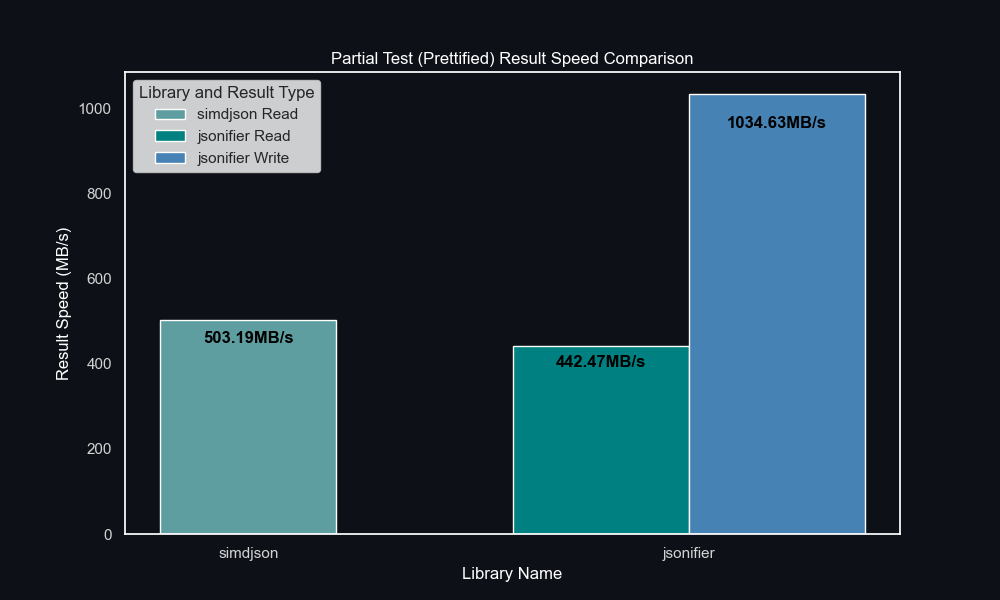 Partial Test (Prettified) Result Speed Comparison
Library and Result Type
simdjson Read
jsonifier Read
jsonifier Write
1000
800
600
400
200
0
Result Speed (MB/s)
503.19MB/s
442.47MB/s
1034.63MB/s
simdjson
jsonifier
Library Name